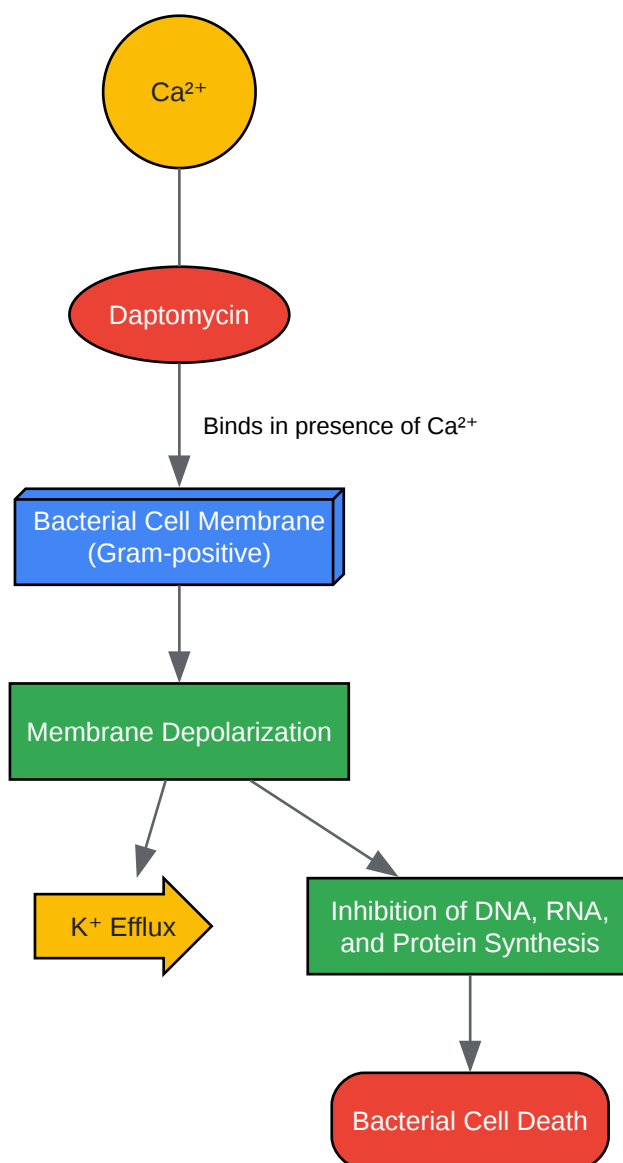 Ca²⁺
Daptomycin
Binds in presence of Ca²⁺
Bacterial Cell Membrane
(Gram-positive)
Membrane Depolarization
K⁺ Efflux
Inhibition of DNA, RNA,
and Protein Synthesis
Bacterial Cell Death